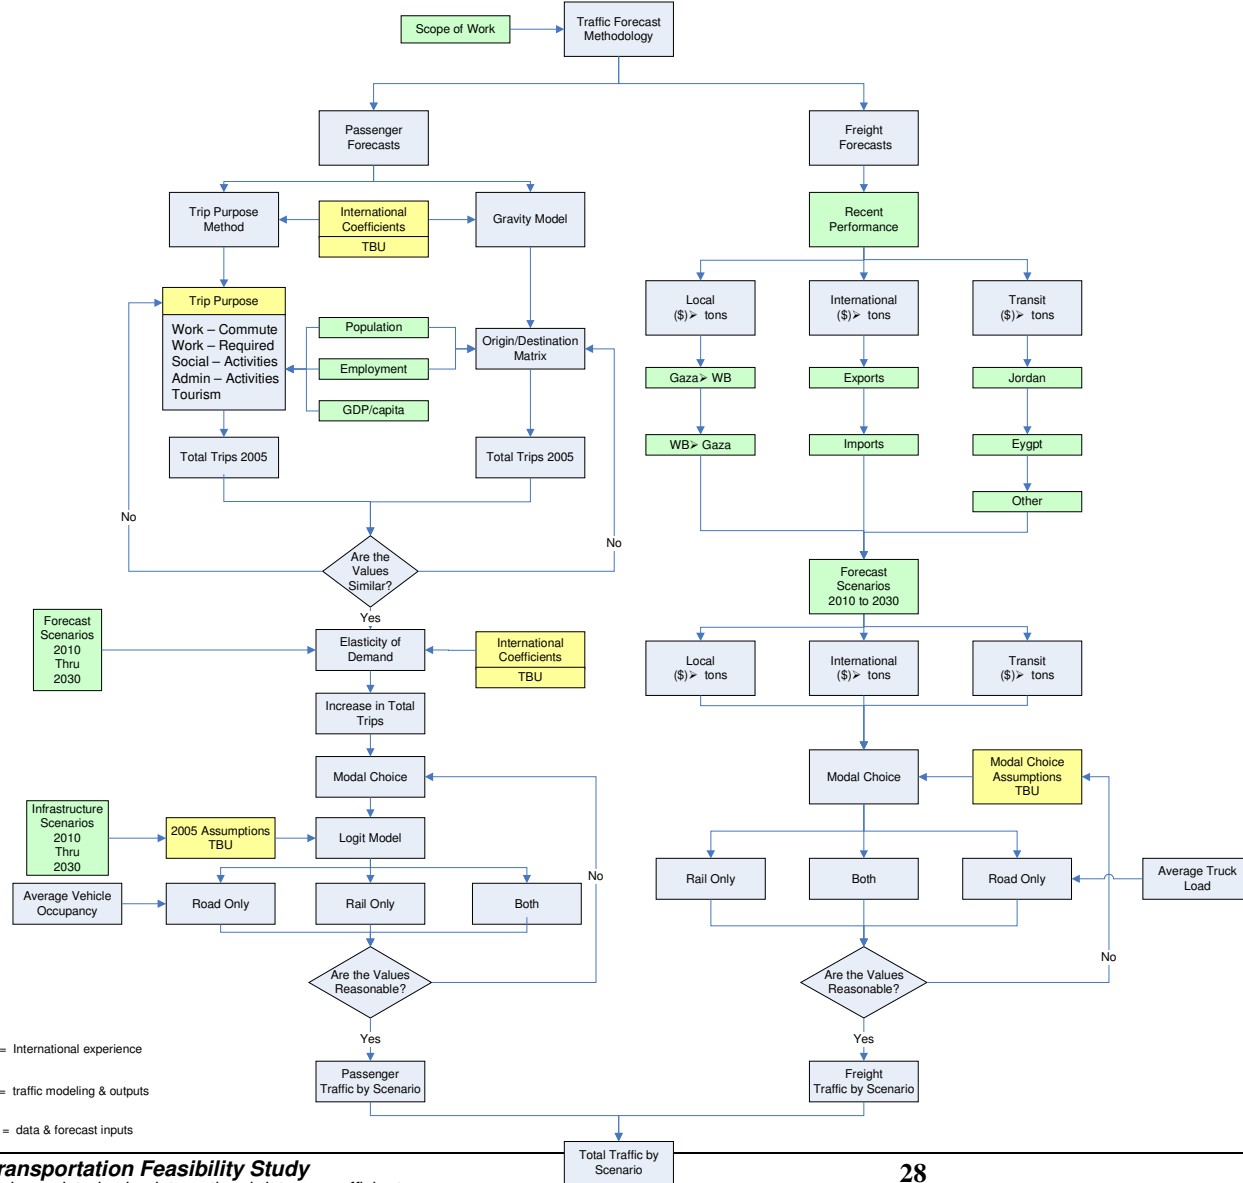 Scope of Work
Traffic Forecast
Methodology
Passenger
Forecasts
Freight
Forecasts
Trip Purpose
Method
International
Coefficients
TBU
Gravity Model
Recent
Performance
Trip Purpose
Work – Commute
Work – Required
Social – Activities
Admin – Activities
Tourism
Population
Employment
GDP/capita
Origin/Destination
Matrix
Local
($)➢ tons
International
($)➢ tons
Transit
($)➢ tons
Gaza➢ WB
Exports
Jordan
WB➢ Gaza
Imports
Eygpt
Other
Total Trips 2005
Total Trips 2005
No
No
Are the
Values
Similar?
Yes
Forecast
Scenarios
2010 to 2030
Forecast
Scenarios
2010
Thru
2030
Elasticity of
Demand
International
Coefficients
TBU
Local
($)➢ tons
International
($)➢ tons
Transit
($)➢ tons
Increase in Total
Trips
Modal Choice
Modal Choice
Modal Choice
Assumptions
TBU
Infrastructure
Scenarios
2010
Thru
2030
2005 Assumptions
TBU
Logit Model
No
Average Vehicle
Occupancy
Road Only
Rail Only
Both
Rail Only
Both
Road Only
Average Truck
Load
No
Are the Values
Reasonable?
Yes
Are the Values
Reasonable?
Yes
Passenger
Traffic by Scenario
Freight
Traffic by Scenario
= International experience
= traffic modeling & outputs
= data & forecast inputs
Total Traffic by
Scenario
ransportation Feasibility Study
28